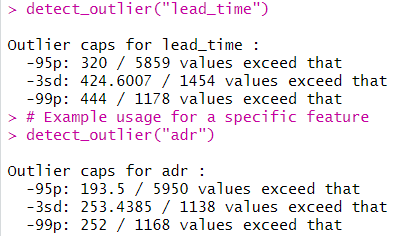 > detect_outlier("lead_time")
Outlier caps for lead_time :
  -95p: 320 / 5859 values exceed that
  -3sd: 424.6007 / 1454 values exceed that
  -99p: 444 / 1178 values exceed that
> # Example usage for a specific feature
> detect_outlier("adr")
Outlier caps for adr :
  -95p: 193.5 / 5950 values exceed that
  -3sd: 253.4385 / 1138 values exceed that
  -99p: 252 / 1168 values exceed that